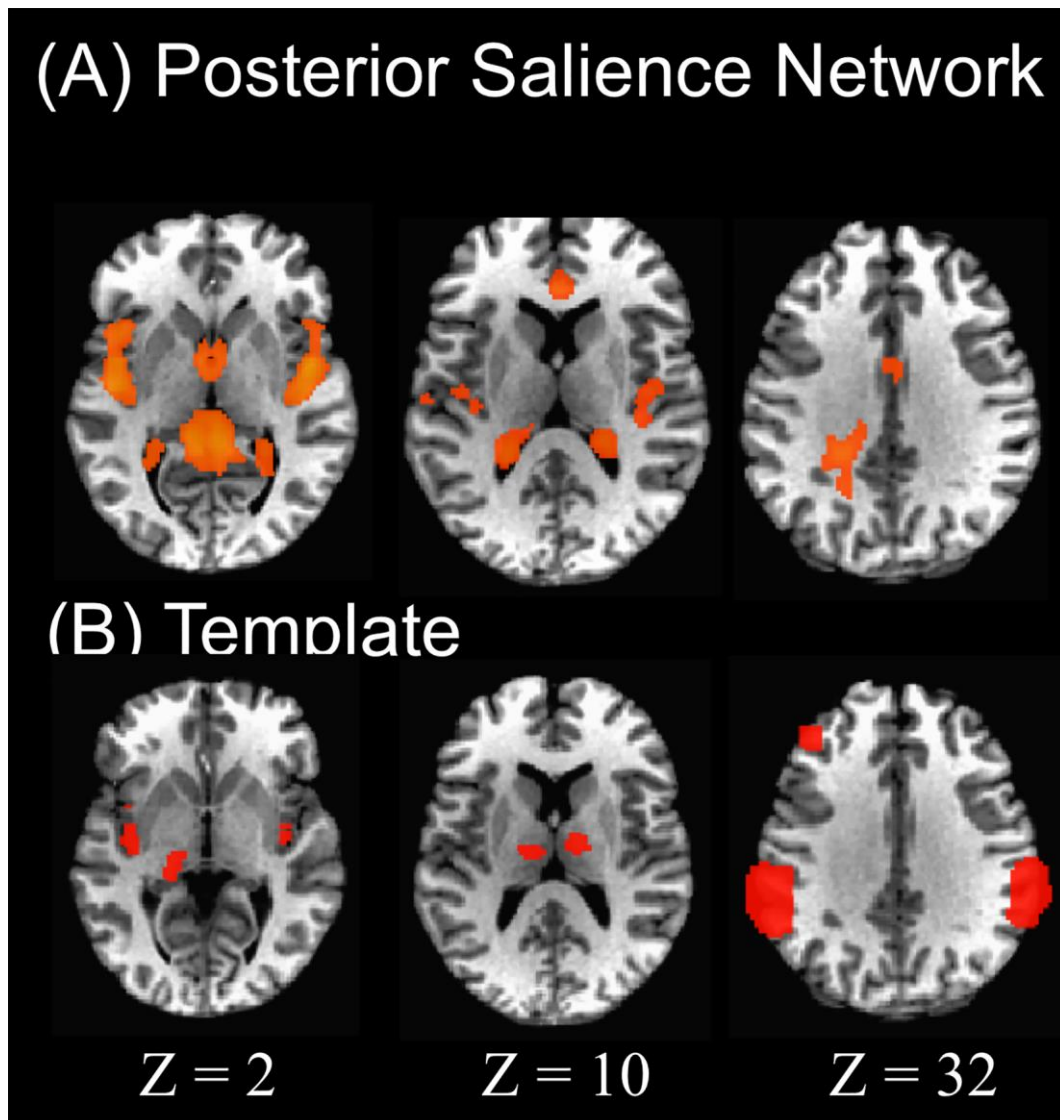 (A) Posterior Salience Network
(B) Template
Z = 2
Z = 10
Z = 32